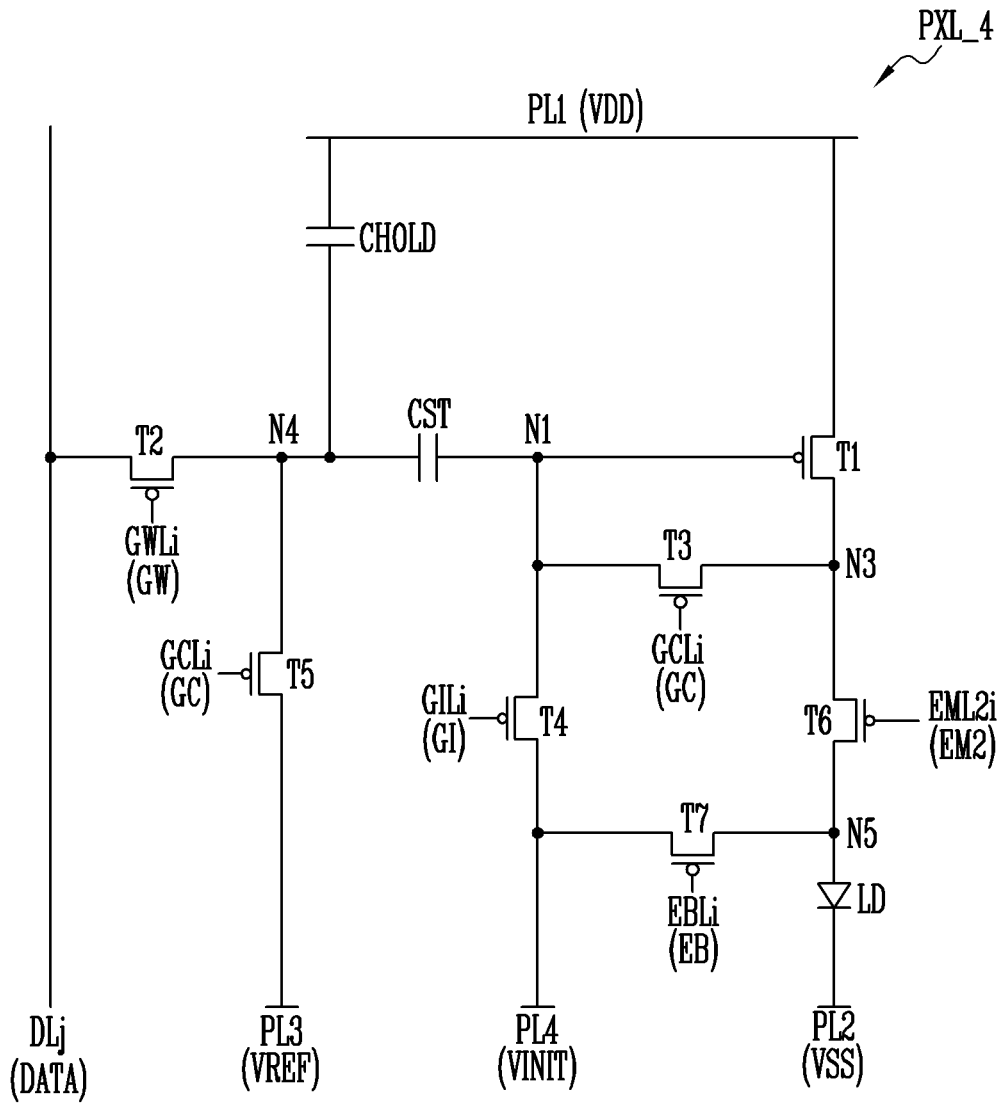 PXL_4
PL1 (VDD)
CHOLD
CST
T2
N4
N1
T1
GWLi
(GW)
T3
N3
GCLi
(GC)
T5
GCLi
(GC)
GILi
(GI)
T4
T6
EML2i
(EM2)
T7
N5
EBLi
(EB)
LD
DLj
(DATA)
PL3
(VREF)
PL4
(VINIT)
PL2
(VSS)